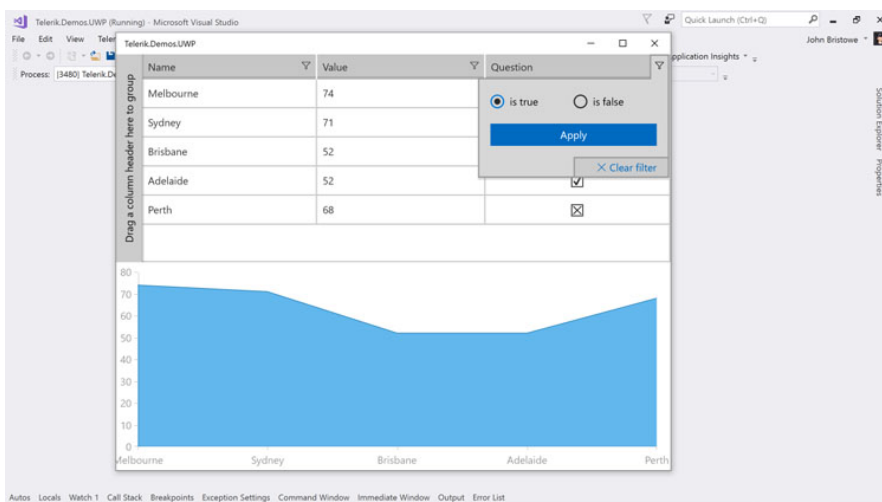 Telerik.Demos.UWP (Running) - Microsoft Visual Studio
Quick Launch (Ctrl+Q)
File Edit View
John Bristowe
Application Insights
Process: [3480] Telerik.De
Telerik.Demos.UWP
Drag a column header here to group
Name Value Question
Melbourne 74
Sydney 71
Brisbane 52
Adelaide 52
Perth 68
is true is false
Apply
Clear filter
80
70
60
50
40
30
20
10
0
Melbourne Sydney Brisbane Adelaide Perth
Solution Explorer
Properties
Autos Locals Watch 1 Call Stack Breakpoints Exception Settings Command Window Immediate Window Output Error List